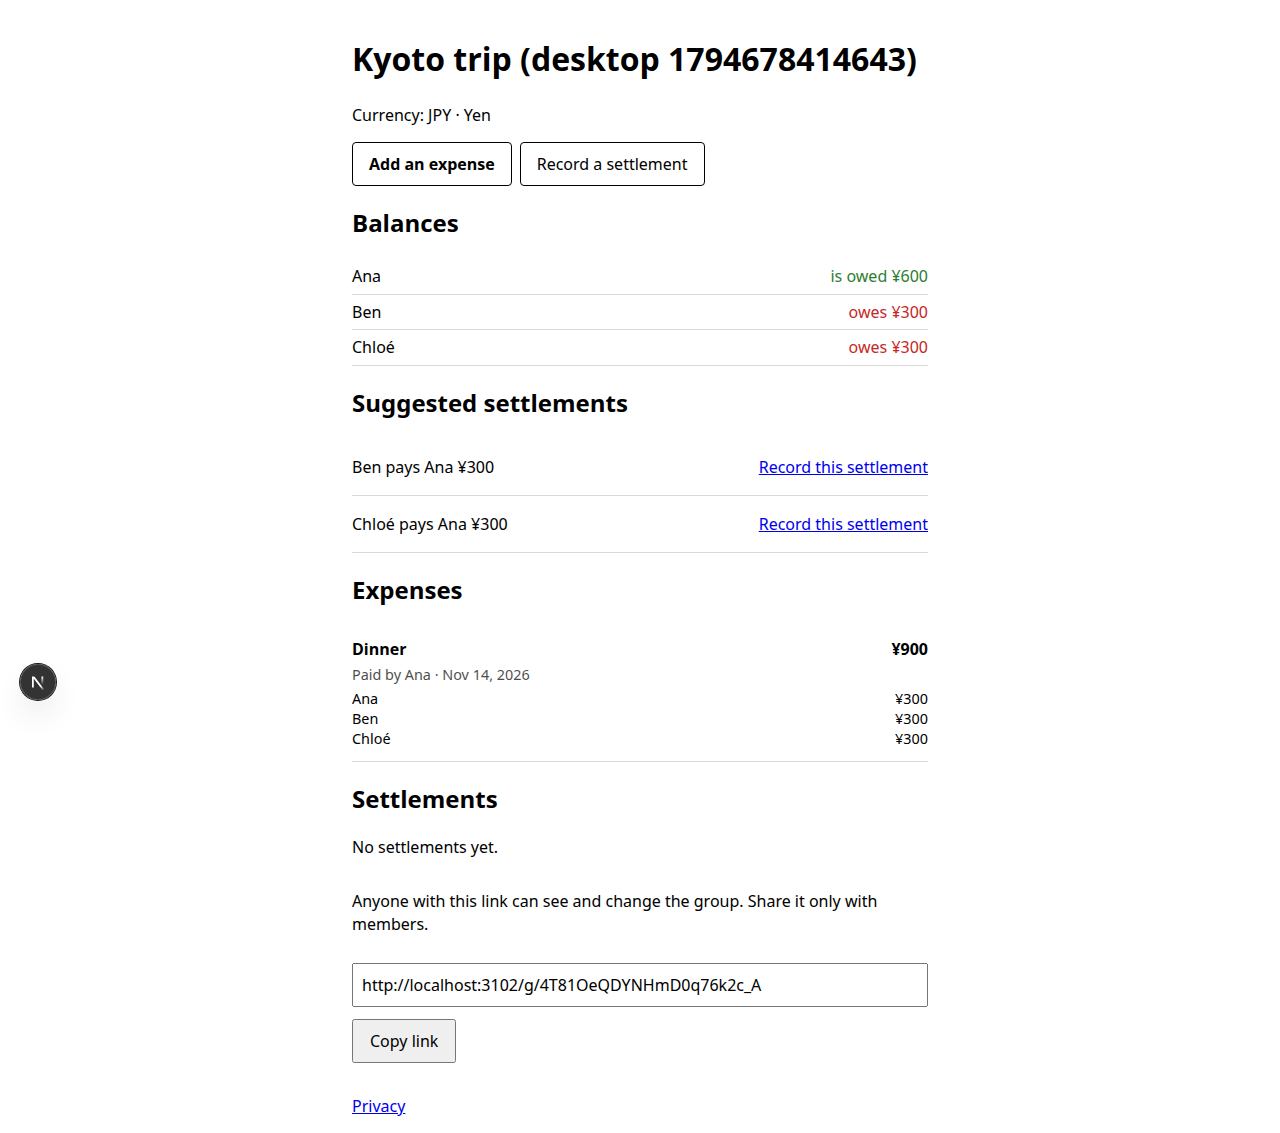 Kyoto trip (desktop 1794678414643)
Currency: JPY · Yen
Add an expense
Record a settlement
Balances
Ana is owed ¥600
Ben owes ¥300
Chloé owes ¥300
Suggested settlements
Ben pays Ana ¥300 Record this settlement
Chloé pays Ana ¥300 Record this settlement
Expenses
Dinner ¥900
Paid by Ana · Nov 14, 2026
Ana ¥300
Ben ¥300
Chloé ¥300
N
Settlements
No settlements yet.
Anyone with this link can see and change the group. Share it only with
members.
http://localhost:3102/g/4T81OeQDYNHmD0q76k2c_A
Copy link
Privacy